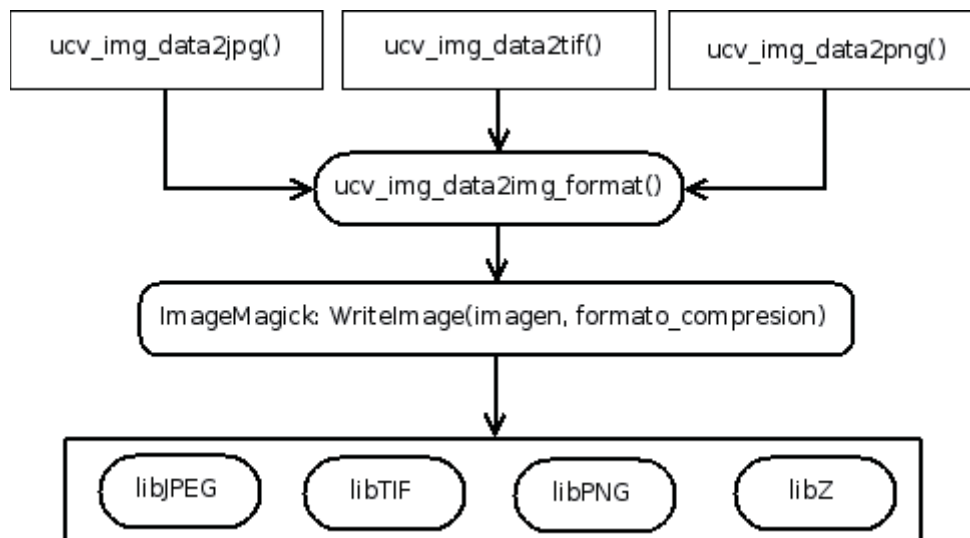 ucv_img_data2jpg()
ucv_img_data2tif()
ucv_img_data2png()
ucv_img_data2img_format()
ImageMagick: WriteImage(imagen, formato_compresion)
libJPEG
libTIF
libPNG
libZ